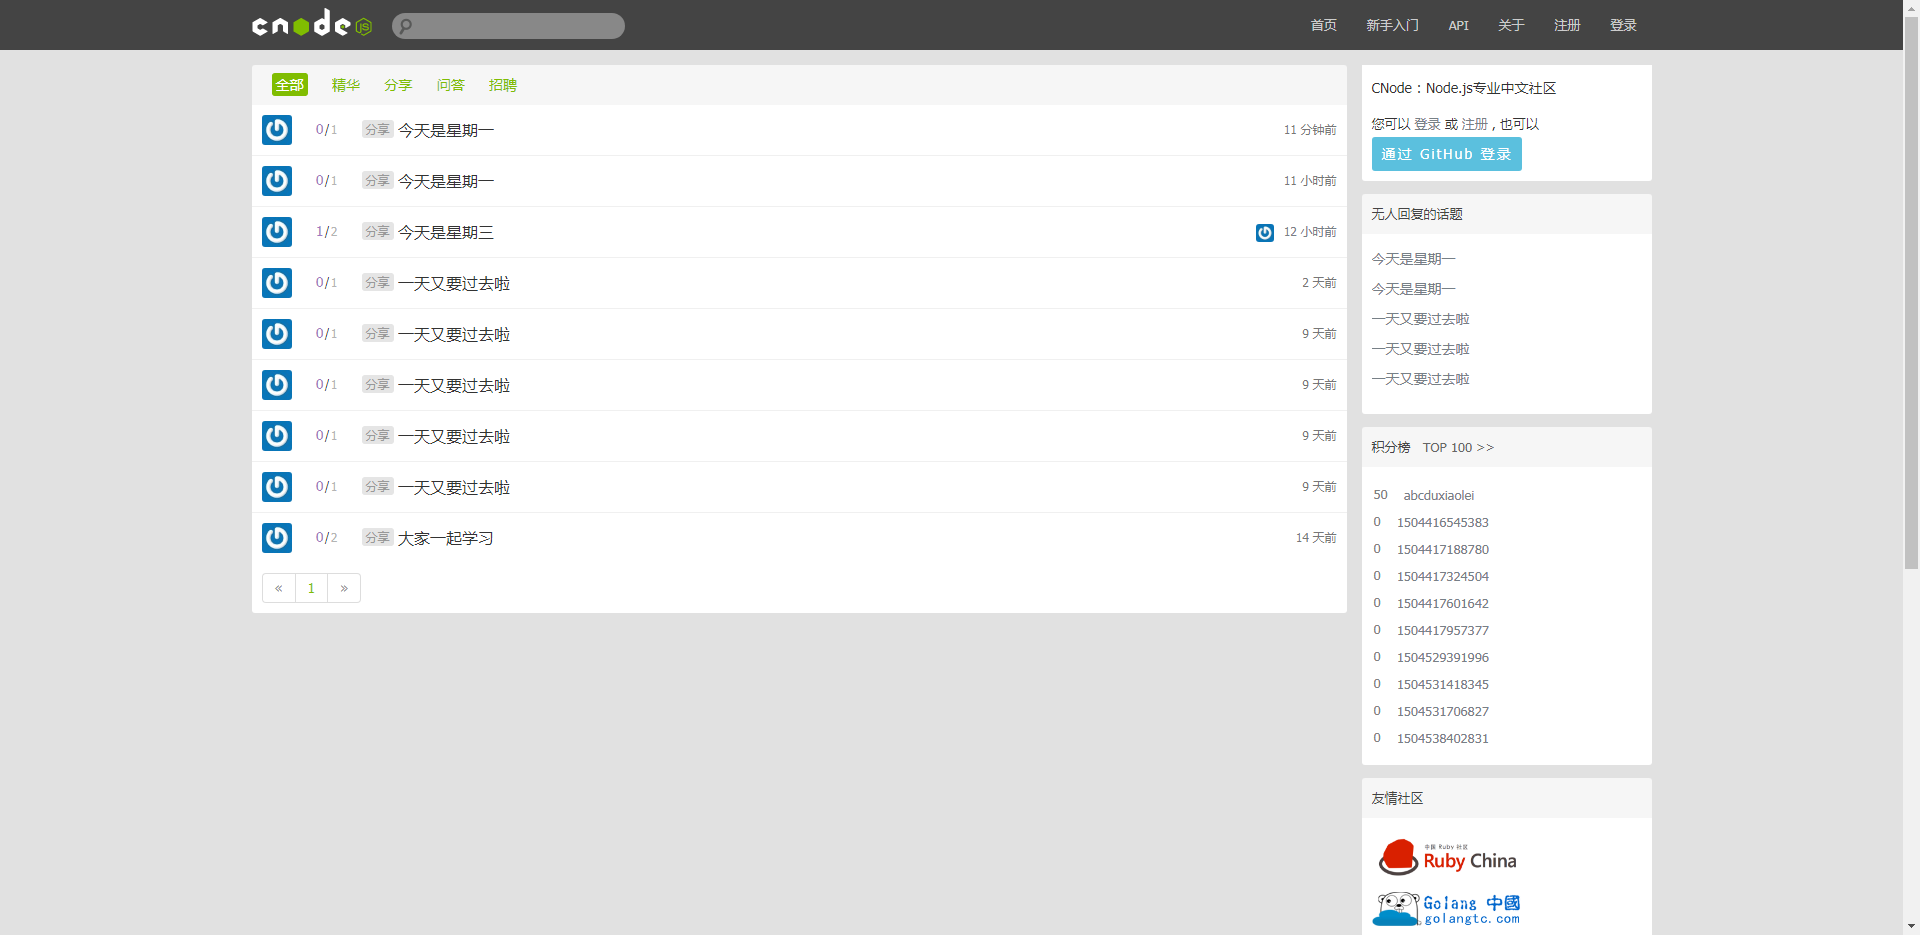 cnode JS
首页 新手入门 API 关于 注册 登录
全部 精华 分享 问答 招聘
0/1 分享 今天是星期一 11 分钟前
0/1 分享 今天是星期一 11 小时前
1/2 分享 今天是星期三 12 小时前
0/1 分享 一天又要过去啦 2 天前
0/1 分享 一天又要过去啦 9 天前
0/1 分享 一天又要过去啦 9 天前
0/1 分享 一天又要过去啦 9 天前
0/1 分享 一天又要过去啦 9 天前
0/2 分享 大家一起学习 14 天前
« 1 »
CNode：Node.js专业中文社区
您可以 登录 或 注册 , 也可以
通过 GitHub 登录
无人回复的话题
今天是星期一
今天是星期一
一天又要过去啦
一天又要过去啦
一天又要过去啦
积分榜 TOP 100 >>
50 abcduxiaolei
0 1504416545383
0 1504417188780
0 1504417324504
0 1504417601642
0 1504417957377
0 1504529391996
0 1504531418345
0 1504531706827
0 1504538402831
友情社区
中国 Ruby 社区
Ruby China
Golang 中國
golangtc.com